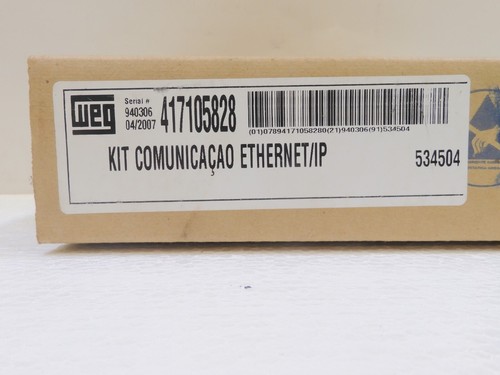 WEG
Serial #
940306
04/2007
417105828
(01)07894171058280(21)940306(91)534504
KIT COMUNICAÇAO ETHERNET/IP
534504